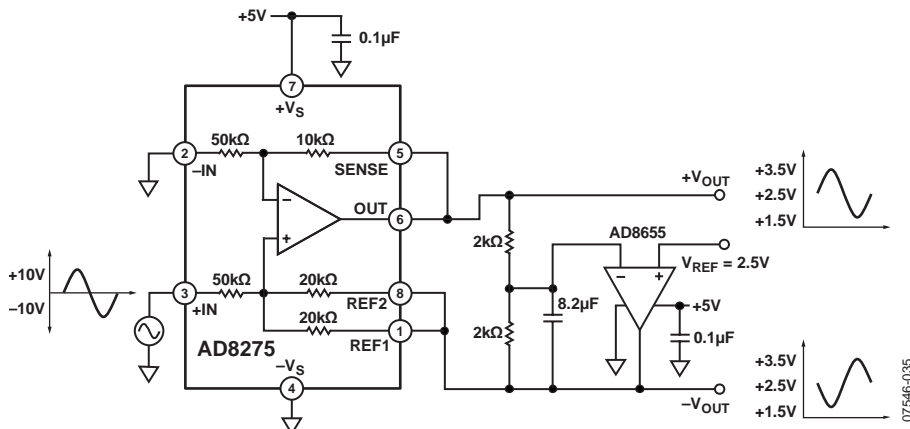 +5V
0.1µF
7
+VS
50kΩ
10kΩ
2
–IN
5
SENSE
–
OUT
6
+
+10V
–10V
3
50kΩ
+IN
20kΩ
REF2
8
20kΩ
REF1
1
AD8275
–VS
4
+VOUT
2kΩ
2kΩ
8.2µF
AD8655
–
+
VREF = 2.5V
+5V
0.1µF
–VOUT
+3.5V
+2.5V
+1.5V
+3.5V
+2.5V
+1.5V
07546-035